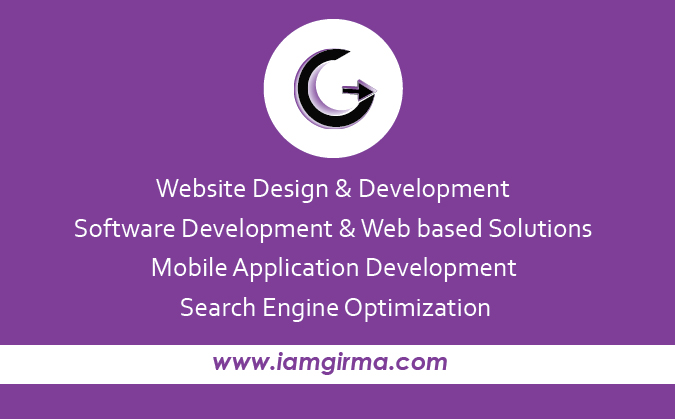 Website Design & Development
Software Development & Web based Solutions
Mobile Application Development
Search Engine Optimization
www.iamgirma.com